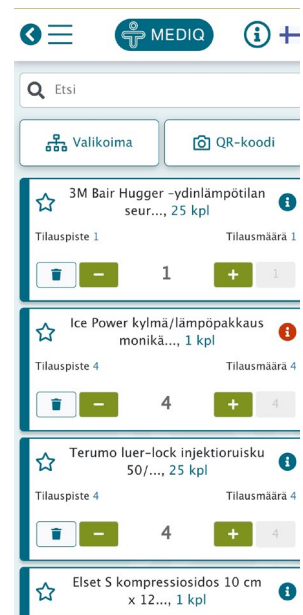 MEDIQ
Etsi
Valikoima
QR-koodi
3M Bair Hugger -ydinlämpötilan
seur..., 25 kpl
Tilauspiste 1 Tilausmäärä 1
1 1
Ice Power kylmä/lämpöpakkaus
monikä..., 1 kpl
Tilauspiste 4 Tilausmäärä 4
4 4
Terumo luer-lock injektioruisku
50/..., 25 kpl
Tilauspiste 4 Tilausmäärä 4
4 4
Elset S kompressiosidos 10 cm
x 12..., 1 kpl